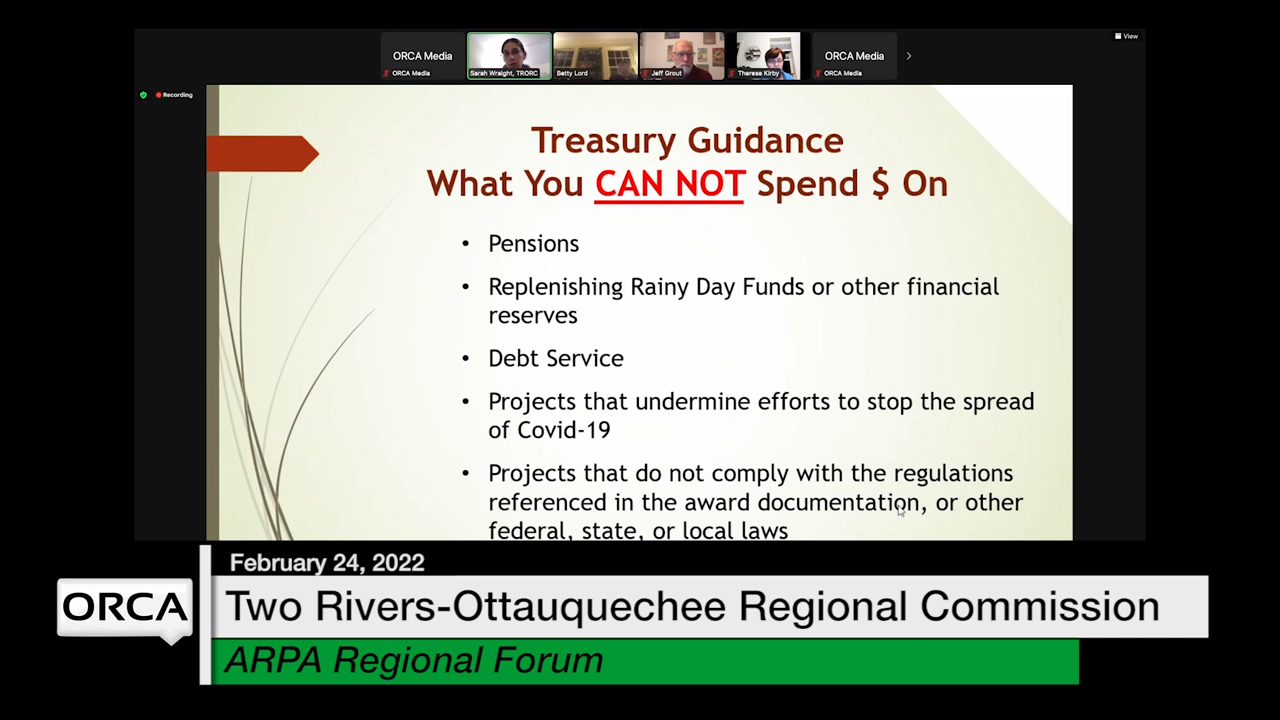 View
ORCA Media
ORCA Media
ORCA Media
Sarah Wraight, TRORC
Betty Lord
Jeff Grout
Therese Kirby
ORCA Media
Recording
Treasury Guidance
What You CAN NOT Spend $ On
• Pensions
• Replenishing Rainy Day Funds or other financial
reserves
• Debt Service
• Projects that undermine efforts to stop the spread
of Covid-19
• Projects that do not comply with the regulations
referenced in the award documentation, or other
federal, state, or local laws
February 24, 2022
ORCA
Two Rivers-Ottauquechee Regional Commission
ARPA Regional Forum